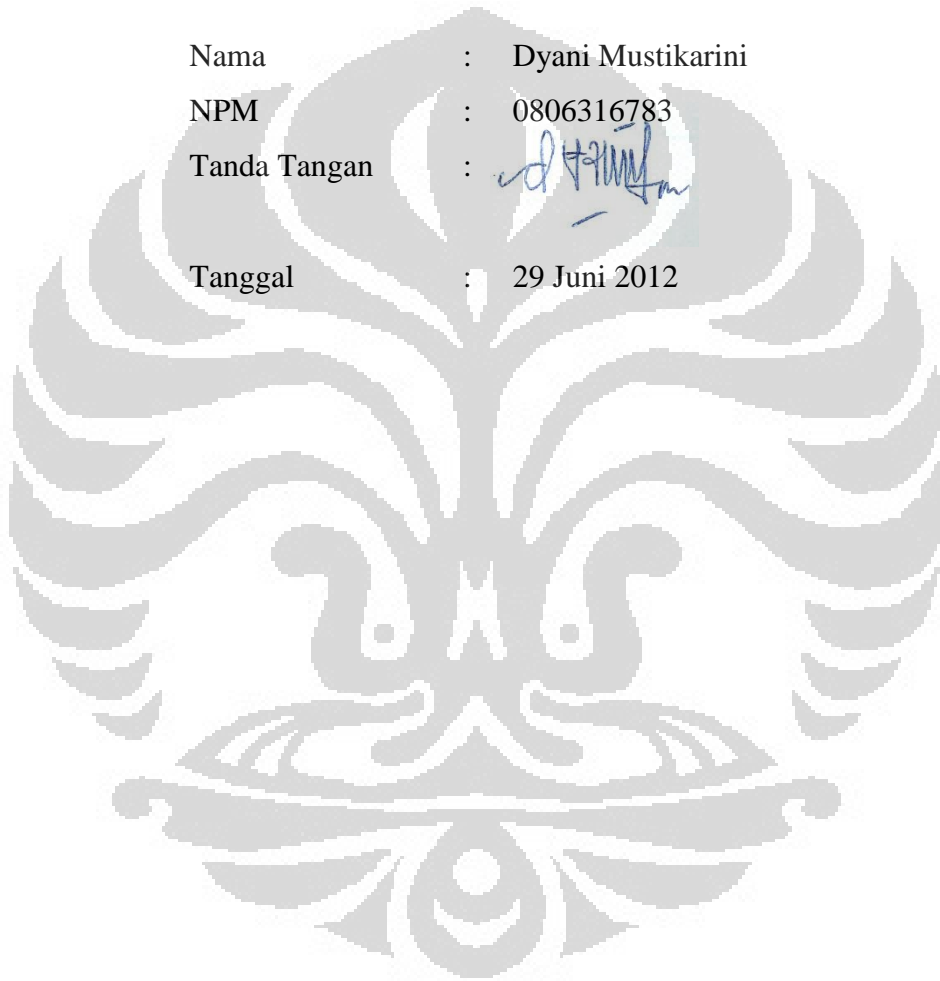 Nama : Dyani Mustikarini
NPM : 0806316783
Tanda Tangan :
Tanggal : 29 Juni 2012